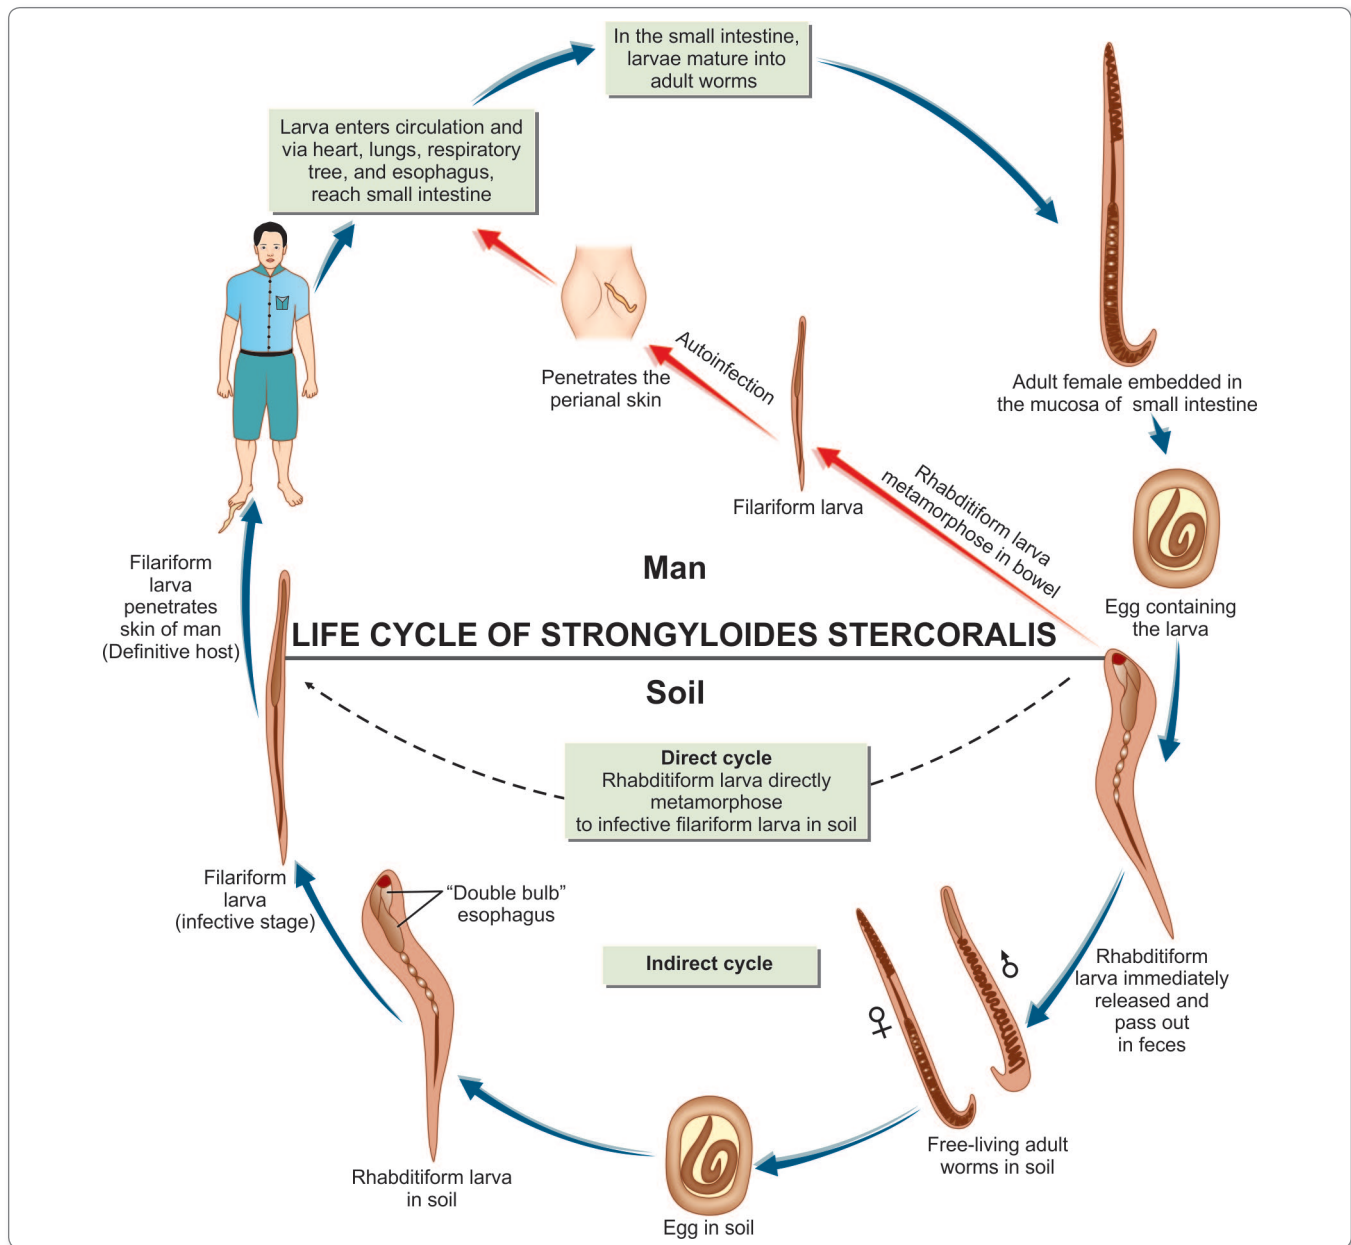 In the small intestine,
larvae mature into
adult worms
Larva enters circulation and
via heart, lungs, respiratory
tree, and esophagus,
reach small intestine
Penetrates the
perianal skin
Autoinfection
Filariform larva
Rhabditiform larva
metamorphose in bowel
Adult female embedded in
the mucosa of small intestine
Egg containing
the larva
Filariform
larva
penetrates
skin of man
(Definitive host)
Man
LIFE CYCLE OF STRONGYLOIDES STERCORALIS
Soil
Direct cycle
Rhabditiform larva directly
metamorphose
to infective filariform larva in soil
Filariform
larva
(infective stage)
“Double bulb”
esophagus
Indirect cycle
♀
♂
Rhabditiform
larva immediately
released and
pass out
in feces
Free-living adult
worms in soil
Rhabditiform larva
in soil
Egg in soil